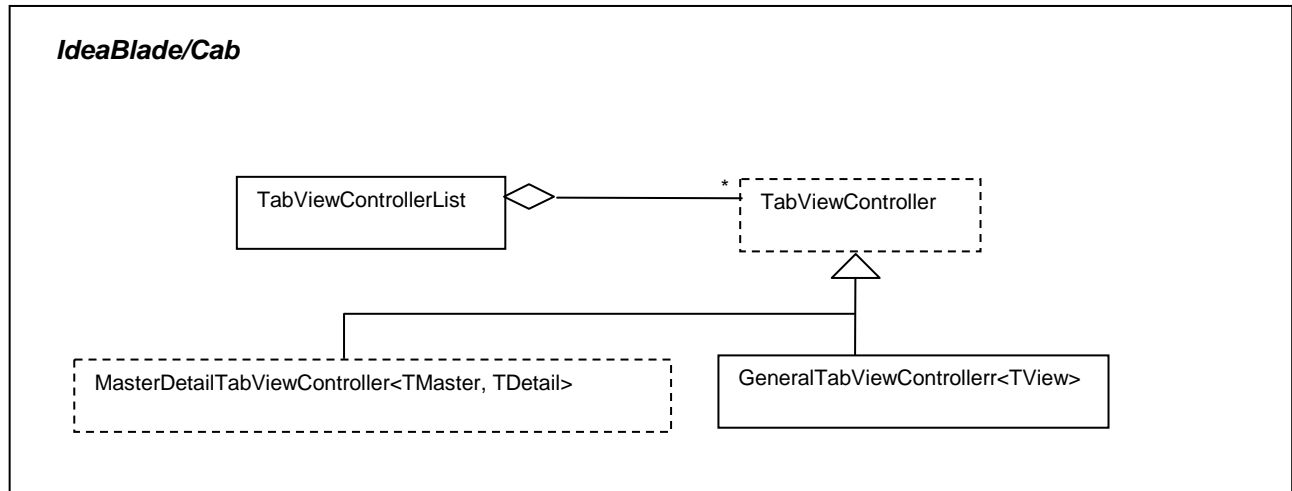 IdeaBlade/Cab
TabViewControllerList
*
TabViewController
MasterDetailTabViewController<TMaster, TDetail>
GeneralTabViewControllerr<TView>